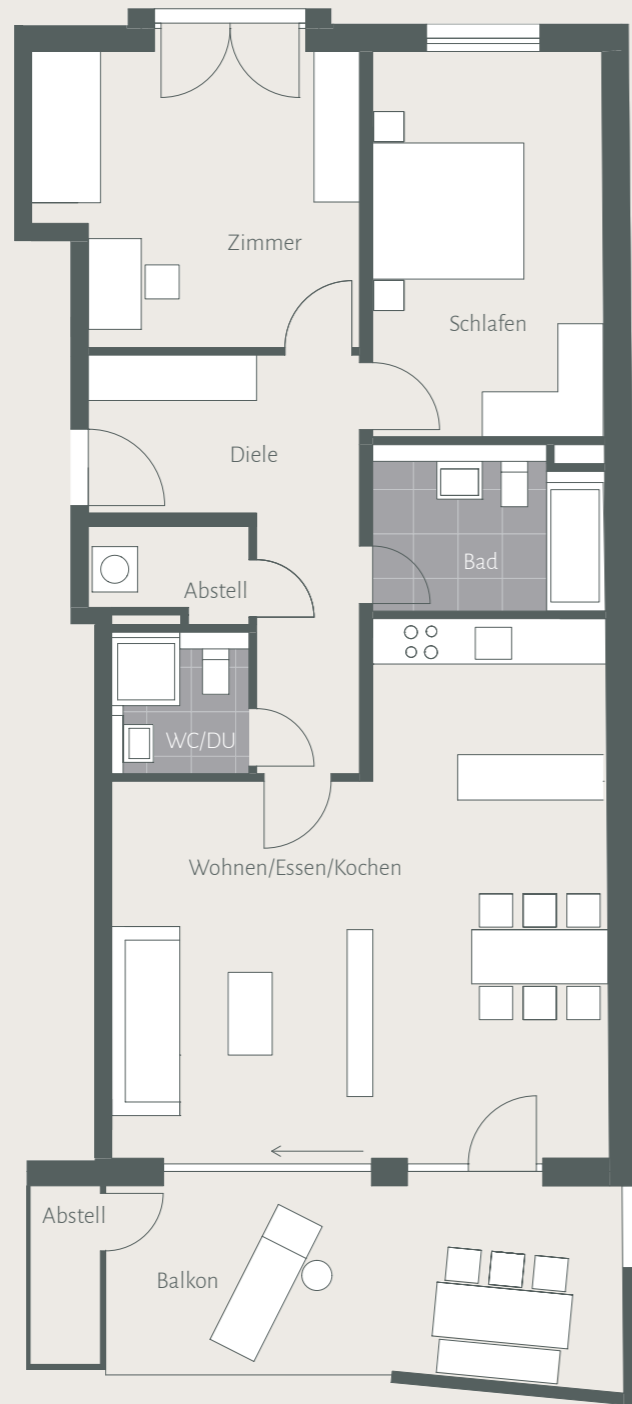 Zimmer
Schlafen
Diele
Bad
Abstell
WC/DU
Wohnen/Essen/Kochen
Abstell
Balkon